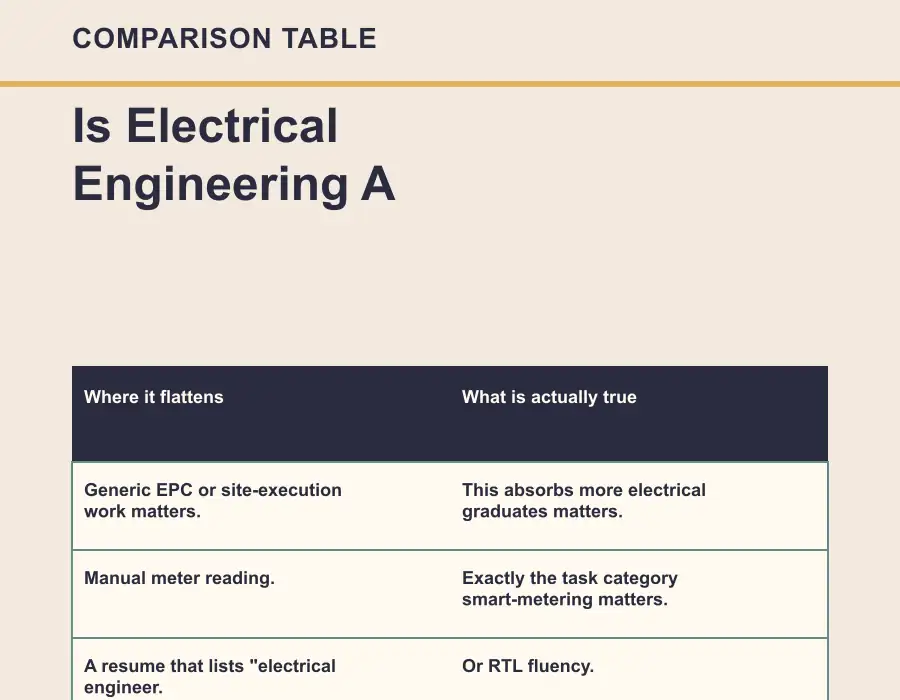 COMPARISON TABLE
Is Electrical
Engineering A
Where it flattens
What is actually true
Generic EPC or site-execution
work matters.
This absorbs more electrical
graduates matters.
Manual meter reading.
Exactly the task category
smart-metering matters.
A resume that lists "electrical
engineer.
Or RTL fluency.